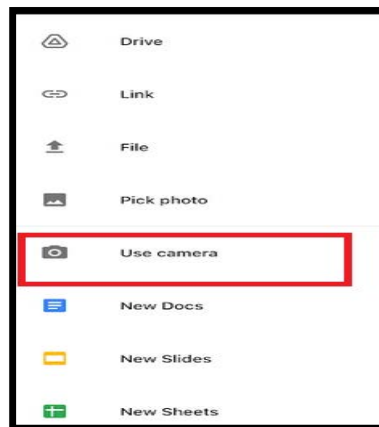 Drive
Link
File
Pick photo
Use camera
New Docs
New Slides
New Sheets